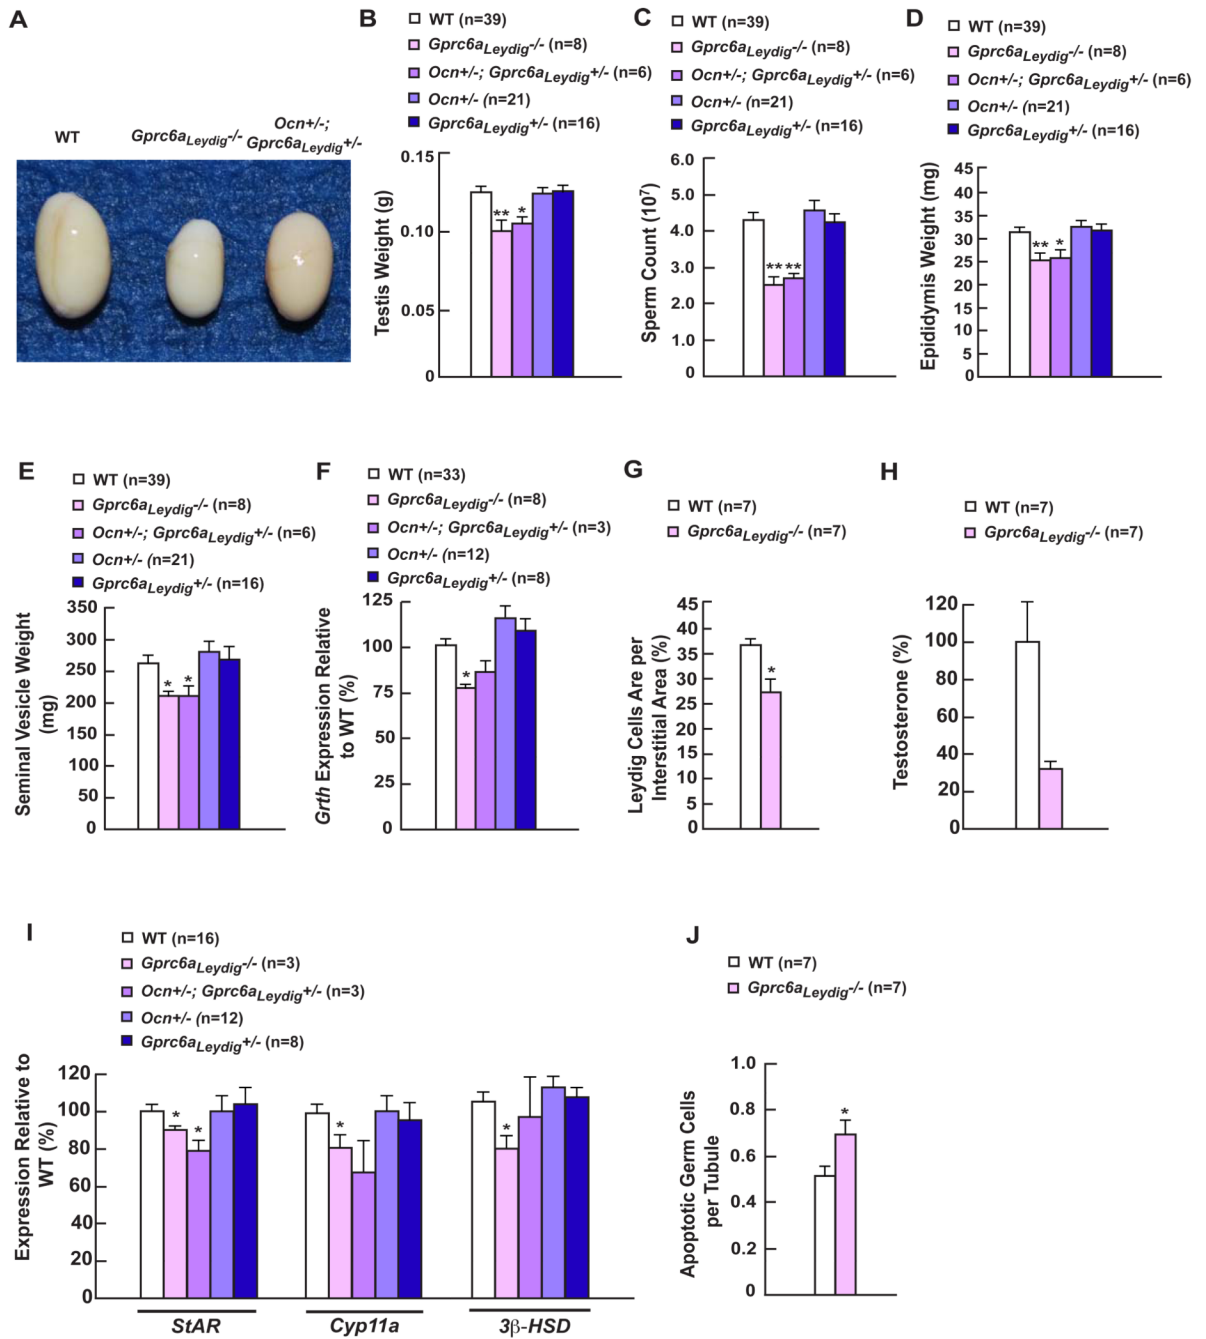 A
WT
Gprc6aLeydig-/-
Ocn+/-;
Gprc6aLeydig+/-
B
WT (n=39)
Gprc6aLeydig-/- (n=8)
Ocn+/-; Gprc6aLeydig+/- (n=6)
Ocn+/- (n=21)
Gprc6aLeydig+/- (n=16)
Testis Weight (g)
0.15
0.10
0.05
0
** *
C
WT (n=39)
Gprc6aLeydig-/- (n=8)
Ocn+/-; Gprc6aLeydig+/- (n=6)
Ocn+/- (n=21)
Gprc6aLeydig+/- (n=16)
Sperm Count (10⁷)
6.0
5.0
4.0
3.0
2.0
1.0
0
** **
D
WT (n=39)
Gprc6aLeydig-/- (n=8)
Ocn+/-; Gprc6aLeydig+/- (n=6)
Ocn+/- (n=21)
Gprc6aLeydig+/- (n=16)
Epididymis Weight (mg)
45
40
35
30
25
20
15
10
5
0
** *
E
WT (n=39)
Gprc6aLeydig-/- (n=8)
Ocn+/-; Gprc6aLeydig+/- (n=6)
Ocn+/- (n=21)
Gprc6aLeydig+/- (n=16)
Seminal Vesicle Weight
(mg)
350
300
250
200
150
100
50
0
* *
F
WT (n=33)
Gprc6aLeydig-/- (n=8)
Ocn+/-; Gprc6aLeydig+/- (n=3)
Ocn+/- (n=12)
Gprc6aLeydig+/- (n=8)
Grth Expression Relative
to WT (%)
125
100
75
50
25
0
*
G
WT (n=7)
Gprc6aLeydig-/- (n=7)
Leydig Cells Are per
Interstitial Area (%)
45
40
35
30
25
20
15
10
5
0
*
H
WT (n=7)
Gprc6aLeydig-/- (n=7)
Testosterone (%)
120
100
80
60
40
20
0
I
WT (n=16)
Gprc6aLeydig-/- (n=3)
Ocn+/-; Gprc6aLeydig+/- (n=3)
Ocn+/- (n=12)
Gprc6aLeydig+/- (n=8)
Expression Relative to
WT (%)
120
100
80
60
40
20
0
* *
*
*
StAR
Cyp11a
3β-HSD
J
WT (n=7)
Gprc6aLeydig-/- (n=7)
Apoptotic Germ Cells
per Tubule
1.0
0.8
0.6
0.4
0.2
0
*